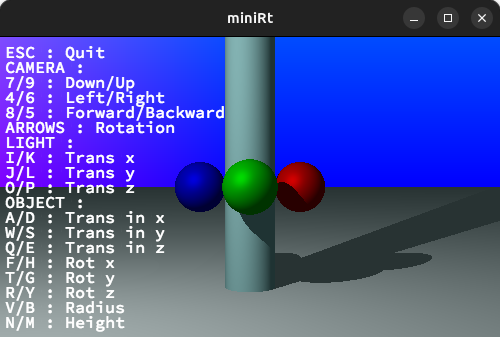 miniRt
ESC : Quit
CAMERA :
7/9 : Down/Up
4/6 : Left/Right
8/5 : Forward/Backward
ARROWS : Rotation
LIGHT :
I/K : Trans x
J/L : Trans y
O/P : Trans z
OBJECT :
A/D : Trans in x
W/S : Trans in y
Q/E : Trans in z
F/H : Rot x
T/G : Rot y
R/Y : Rot z
V/B : Radius
N/M : Height